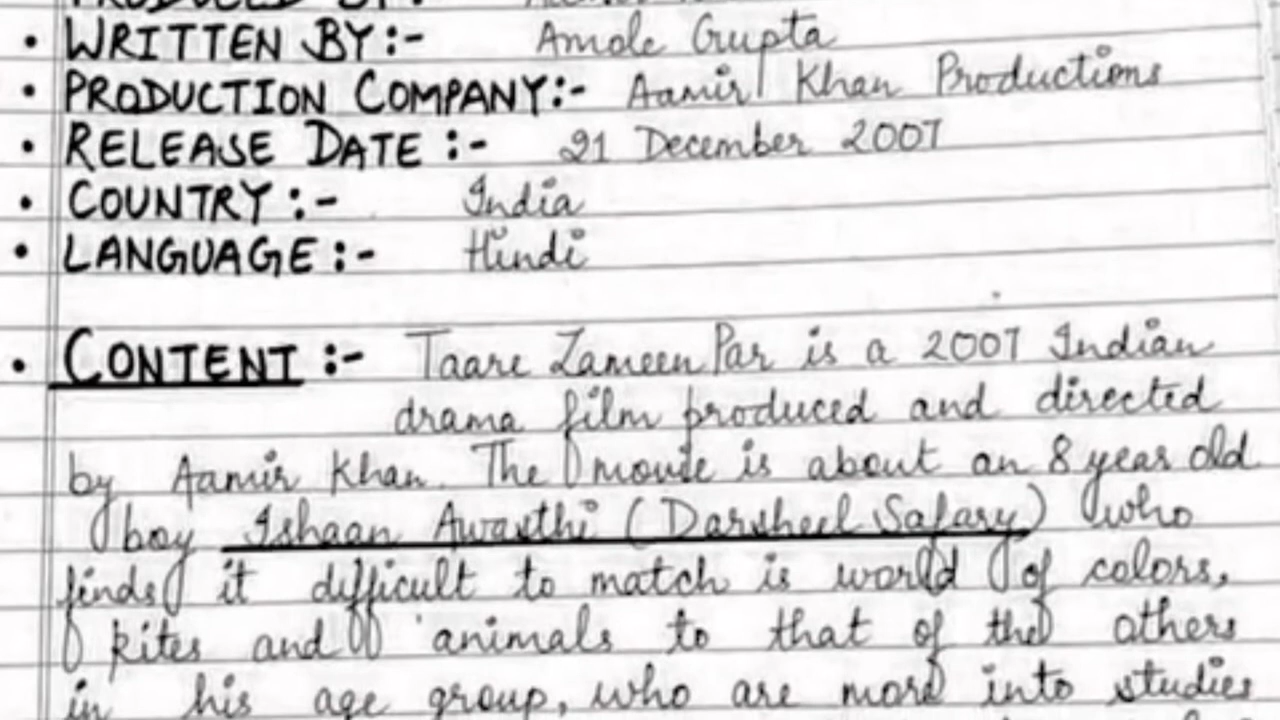 PRODUCED BY:-
• WRITTEN BY:- Amole Grupta
• PRODUCTION COMPANY:- Aamir Khan Productions
• RELEASE DATE :- 21 December 2007
• COUNTRY :- India
• LANGUAGE :- Hindi
• CONTENT :- Taare Zameen Par is a 2007 Indian
drama film produced and directed
by Aamir Khan. The movie is about an 8 year old
boy Ishaan Awasthi (Darsheel Safary) who
finds it difficult to match is world of colors,
kites and animals to that of the others
in his age group, who are more into studies